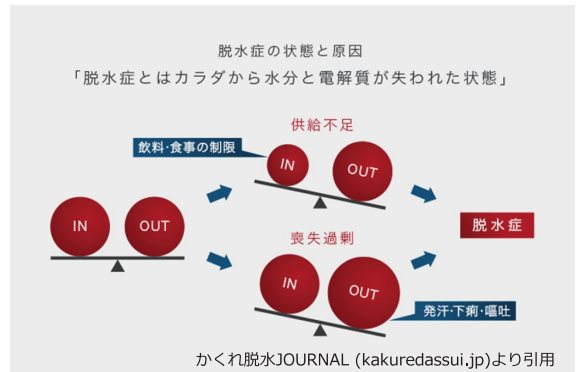 脱水症の状態と原因
「脱水症とはカラダから水分と電解質が失われた状態」
供給不足
飲料・食事の制限
IN
OUT
IN
OUT
脱水症
喪失過剰
IN
OUT
発汗・下痢・嘔吐
かくれ脱水JOURNAL (kakuredassui.jp)より引用